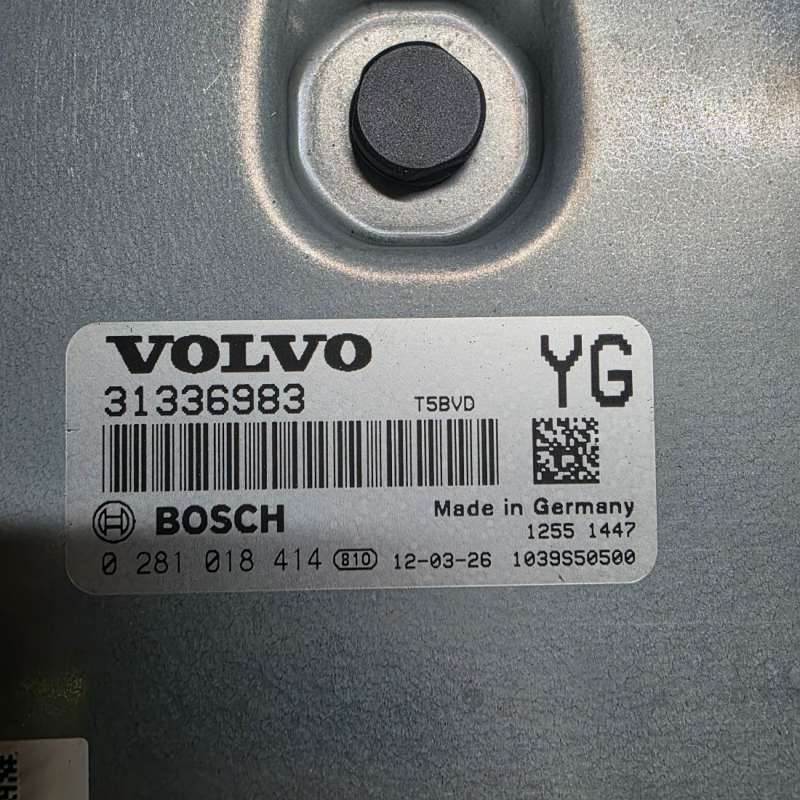 VOLVO
YG
31336983
T5BVD
BOSCH
Made in Germany
1255 1447
0 281 018 414 810 12-03-26 1039S50500